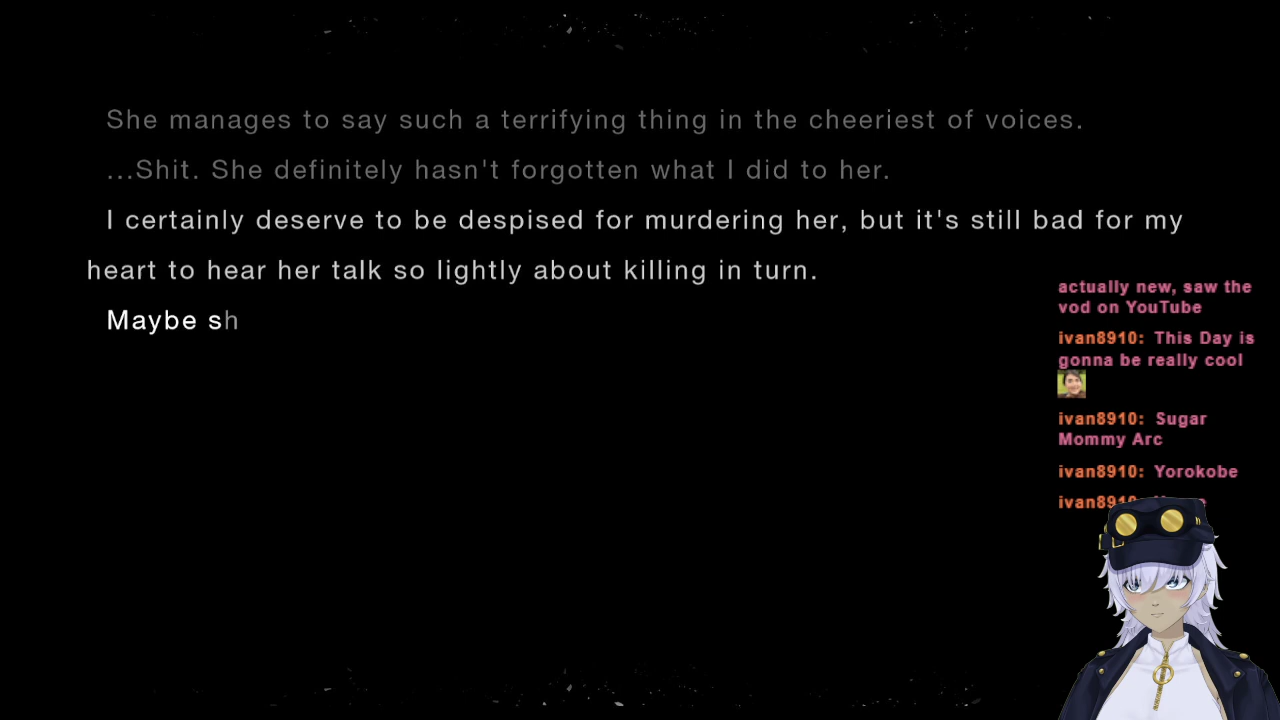 She manages to say such a terrifying thing in the cheeriest of voices.
...Shit. She definitely hasn't forgotten what I did to her.
I certainly deserve to be despised for murdering her, but it's still bad for my
heart to hear her talk so lightly about killing in turn.
Maybe sh
actually new, saw the
vod on YouTube
ivan8910: This Day is
gonna be really cool
ivan8910: Sugar
Mommy Arc
ivan8910: Yorokobe
ivan8910: